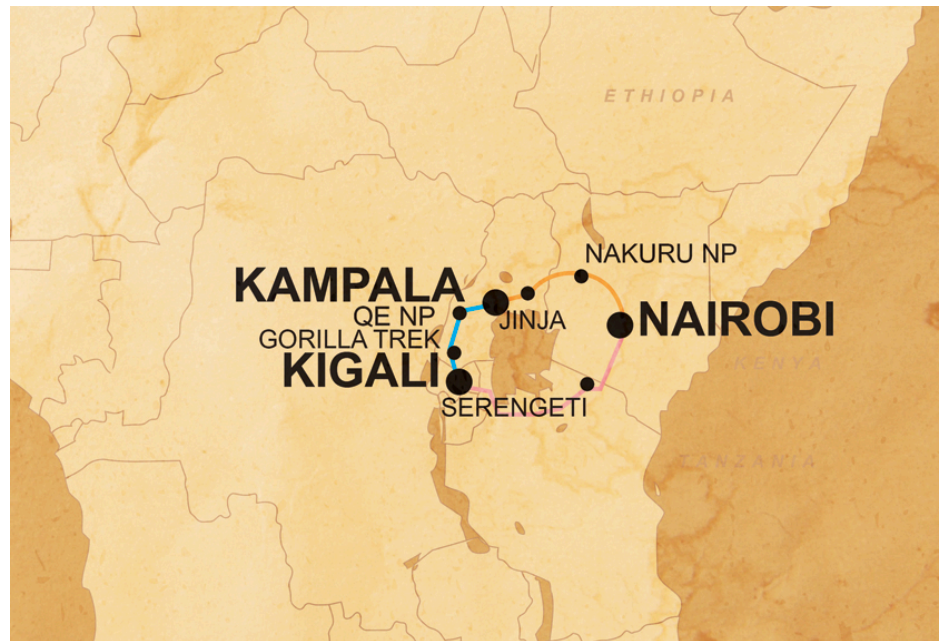 ETHIOPIA
NAKURU NP
KAMPALA
QE NP
JINJA
NAIROBI
GORILLA TREK
KIGALI
KENYA
SERENGETI
TANZANIA